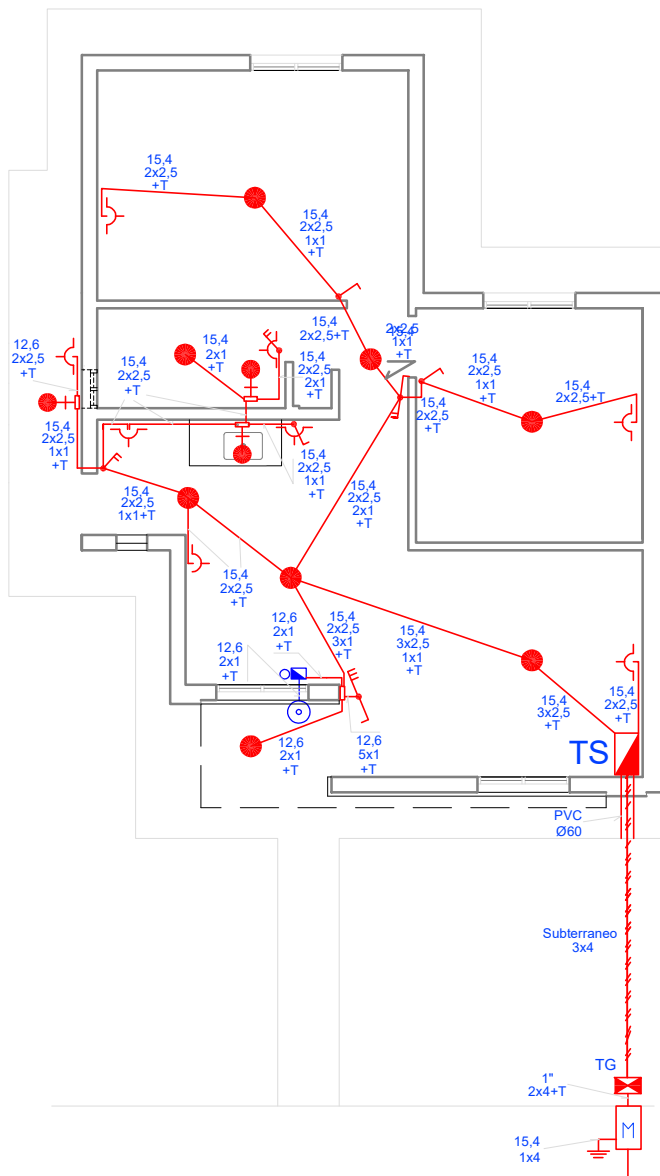 15,4
2x2,5
+T
15,4
2x2,5
1x1
+T
15,4
2x2,5+T
2x2,5
15,4
1x1
+T
12,6
2x2,5
+T
15,4
2x2,5
+T
15,4
2x1
+T
15,4
2x2,5
2x1
+T
15,4
2x2,5
+T
15,4
2x2,5
1x1
+T
15,4
2x2,5+T
15,4
2x2,5
1x1
+T
15,4
2x2,5
1x1
+T
15,4
2x2,5
2x1
+T
15,4
2x2,5
1x1+T
15,4
2x2,5
+T
12,6
2x1
+T
15,4
2x2,5
3x1
+T
15,4
3x2,5
1x1
+T
12,6
2x1
+T
15,4
3x2,5
+T
15,4
2x2,5
+T
12,6
2x1
+T
12,6
5x1
+T
TS
PVC
Ø60
Subterraneo
3x4
TG
1"
2x4+T
M
15,4
1x4